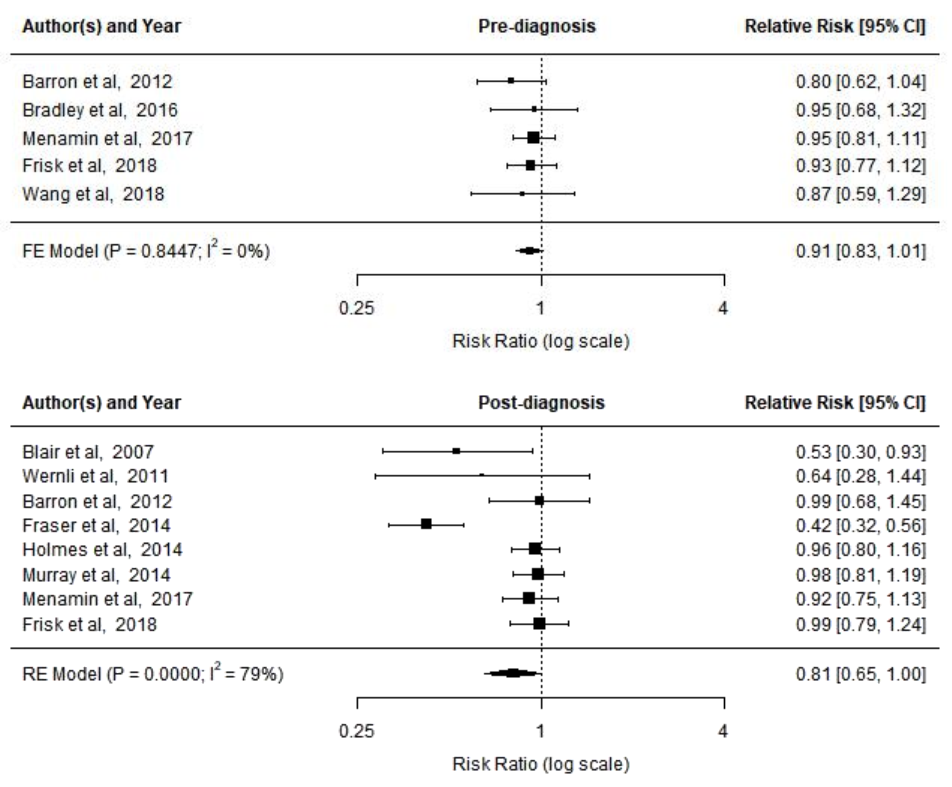 Author(s) and Year Pre-diagnosis Relative Risk [95% CI]
Barron et al, 2012 0.80 [0.62, 1.04]
Bradley et al, 2016 0.95 [0.68, 1.32]
Menamin et al, 2017 0.95 [0.81, 1.11]
Frisk et al, 2018 0.93 [0.77, 1.12]
Wang et al, 2018 0.87 [0.59, 1.29]
FE Model (P = 0.8447; I² = 0%) 0.91 [0.83, 1.01]
0.25 1 4
Risk Ratio (log scale)
Author(s) and Year Post-diagnosis Relative Risk [95% CI]
Blair et al, 2007 0.53 [0.30, 0.93]
Wernli et al, 2011 0.64 [0.28, 1.44]
Barron et al, 2012 0.99 [0.68, 1.45]
Fraser et al, 2014 0.42 [0.32, 0.56]
Holmes et al, 2014 0.96 [0.80, 1.16]
Murray et al, 2014 0.98 [0.81, 1.19]
Menamin et al, 2017 0.92 [0.75, 1.13]
Frisk et al, 2018 0.99 [0.79, 1.24]
RE Model (P = 0.0000; I² = 79%) 0.81 [0.65, 1.00]
0.25 1 4
Risk Ratio (log scale)